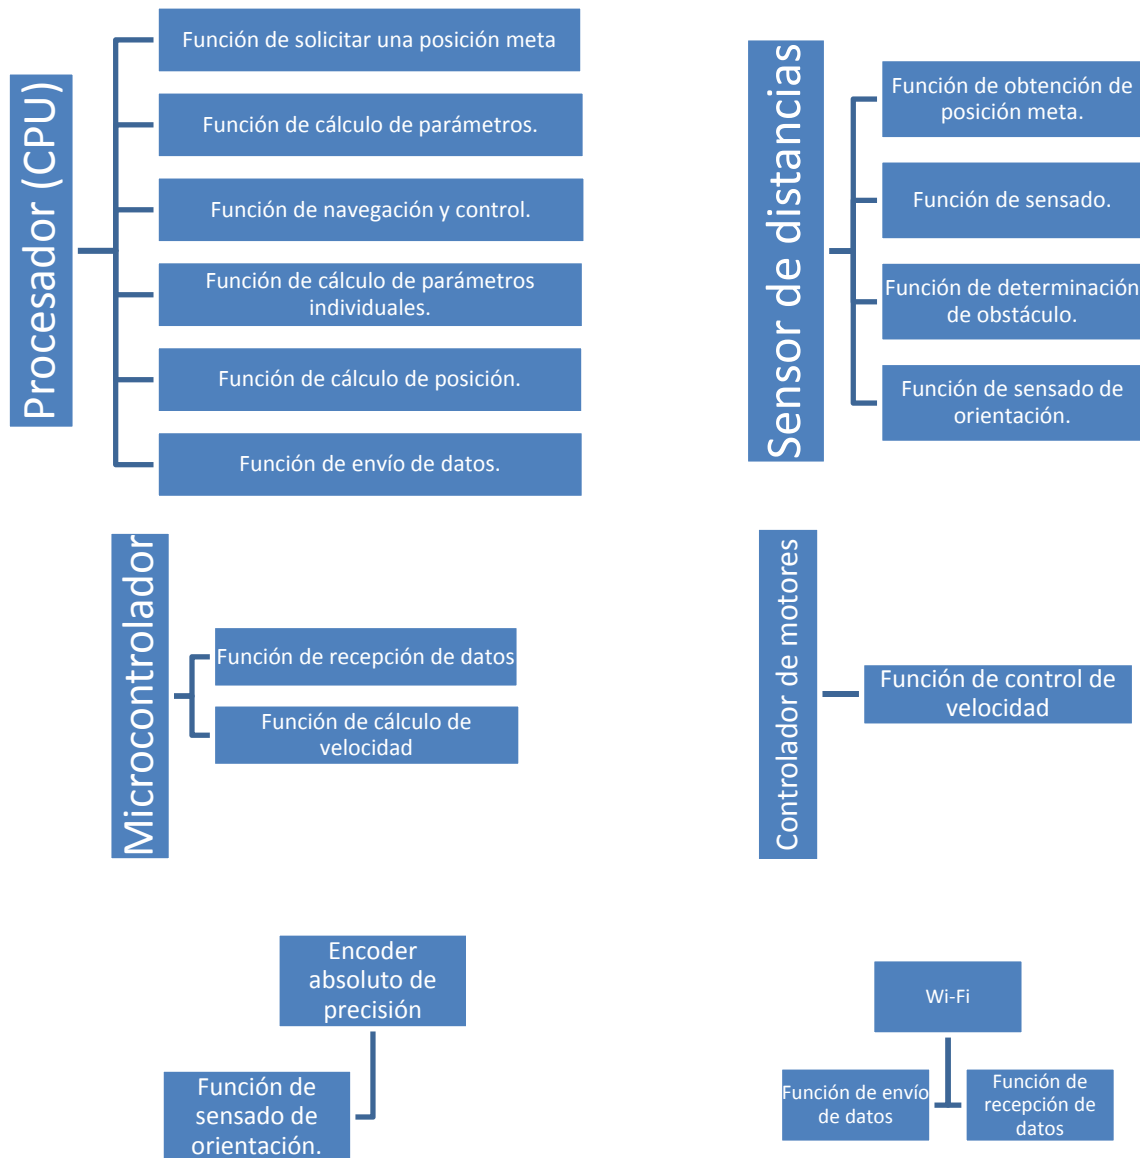 Procesador (CPU)
Función de solicitar una posición meta
Función de cálculo de parámetros.
Función de navegación y control.
Función de cálculo de parámetros
individuales.
Función de cálculo de posición.
Función de envío de datos.
Sensor de distancias
Función de obtención de
posición meta.
Función de sensado.
Función de determinación
de obstáculo.
Función de sensado de
orientación.
Microcontrolador
Función de recepción de datos
Función de cálculo de
velocidad
Controlador de motores
Función de control de
velocidad
Encoder
absoluto de
precisión
Función de
sensado de
orientación.
Wi-Fi
Función de envío
de datos
Función de
recepción de
datos